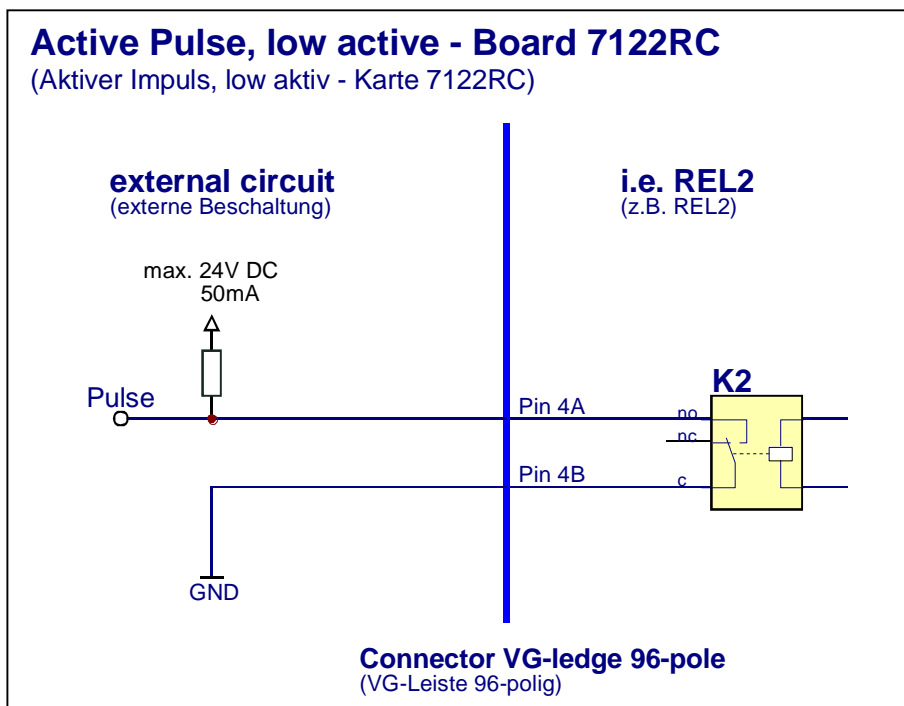 Active Pulse, low active - Board 7122RC
(Aktiver Impuls, low aktiv - Karte 7122RC)
external circuit
(externe Beschaltung)
i.e. REL2
(z.B. REL2)
max. 24V DC
50mA
K2
Pulse
Pin 4A
no
nc
Pin 4B
c
GND
Connector VG-ledge 96-pole
(VG-Leiste 96-polig)